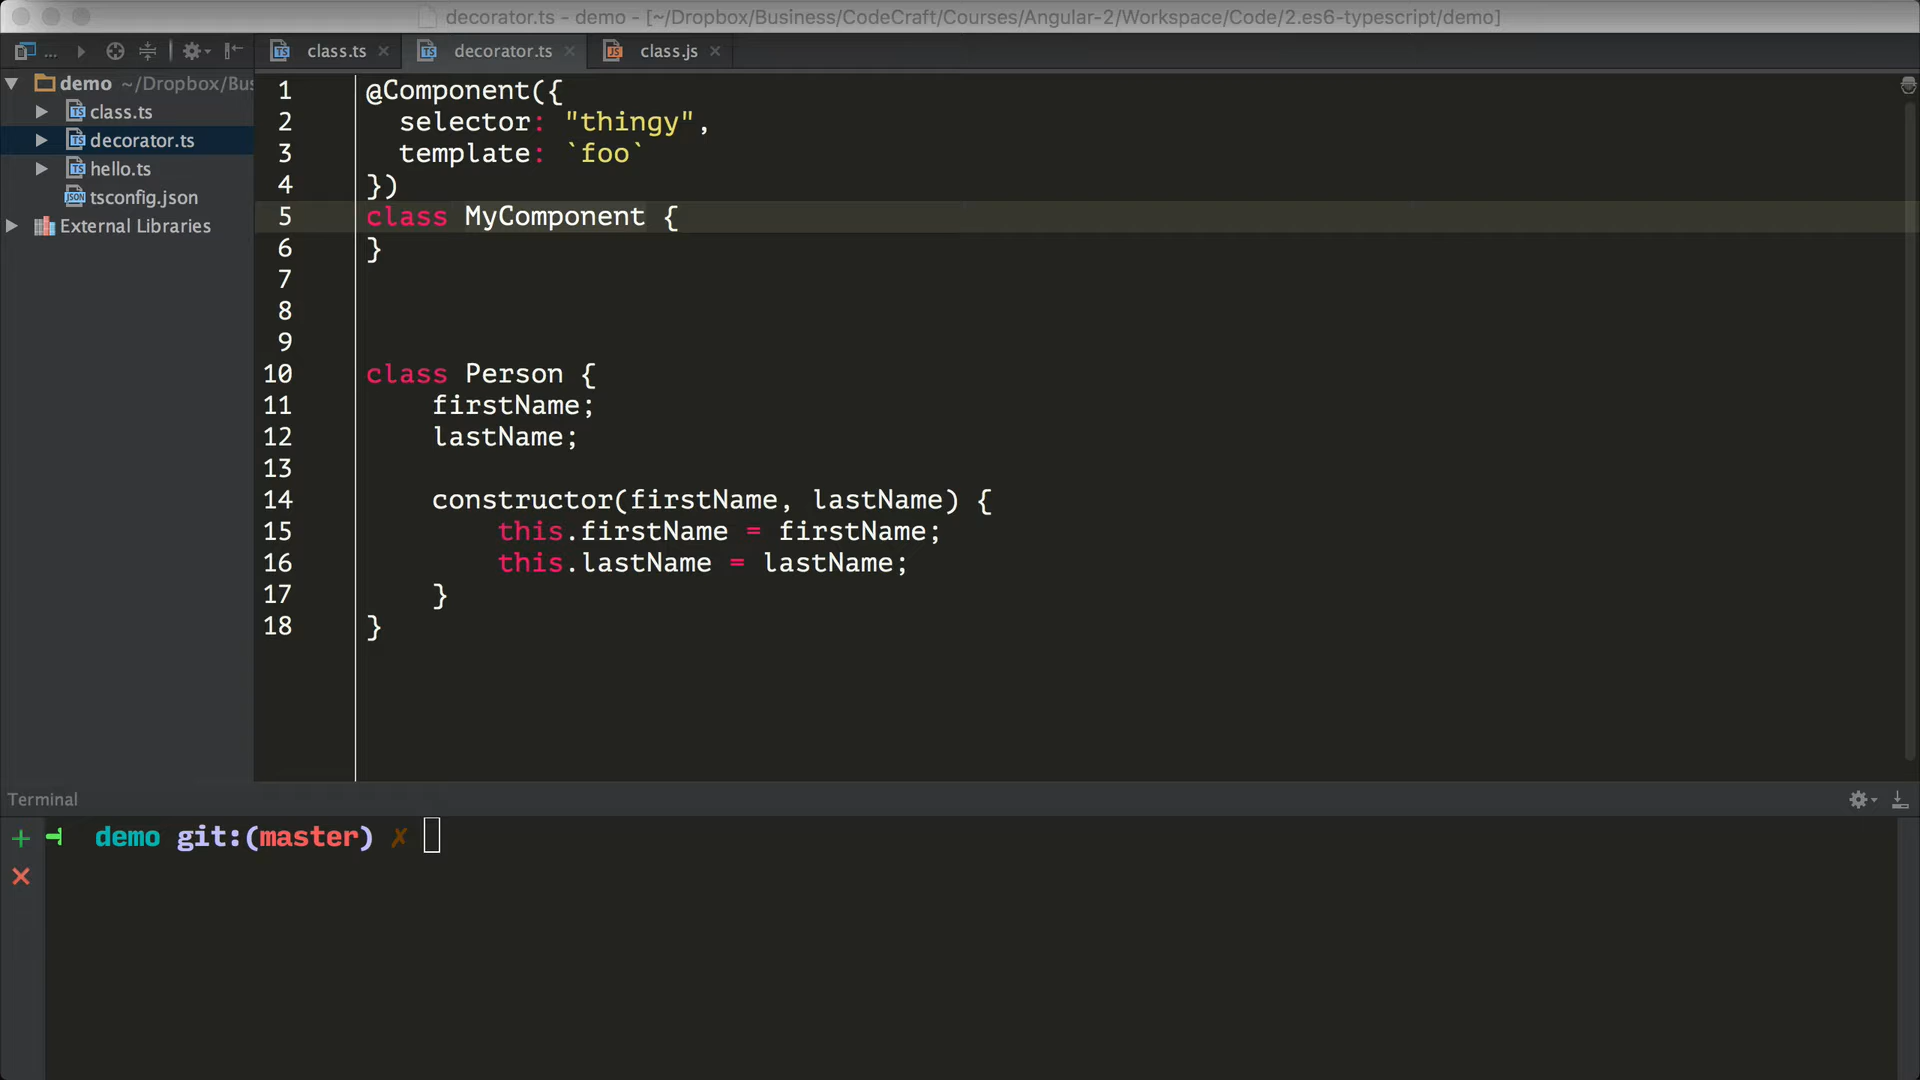 decorator.ts - demo - [~/Dropbox/Business/CodeCraft/Courses/Angular-2/Workspace/Code/2.es6-typescript/demo]
... class.ts decorator.ts class.js
demo ~/Dropbox/Bus
class.ts
decorator.ts
hello.ts
tsconfig.json
External Libraries
1 @Component({
2 selector: "thingy",
3 template: `foo`
4 })
5 class MyComponent {
6 }
7
8
9
10 class Person {
11 firstName;
12 lastName;
13
14 constructor(firstName, lastName) {
15 this.firstName = firstName;
16 this.lastName = lastName;
17 }
18 }
Terminal
demo git:(master) ✗